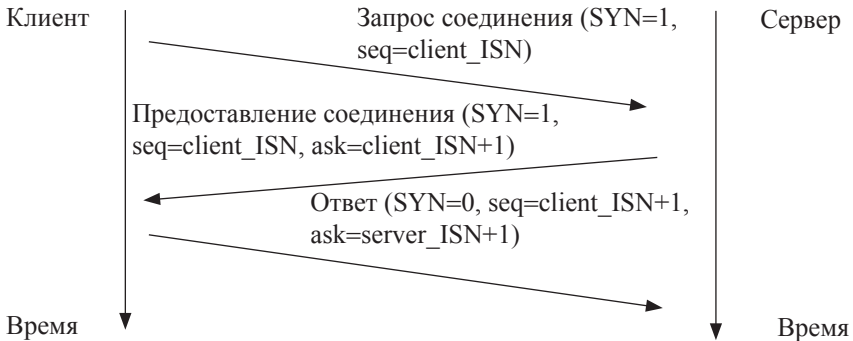 Клиент
Запрос соединения (SYN=1,
seq=client_ISN)
Сервер
Предоставление соединения (SYN=1,
seq=client_ISN, ask=client_ISN+1)
Ответ (SYN=0, seq=client_ISN+1,
ask=server_ISN+1)
Время
Время